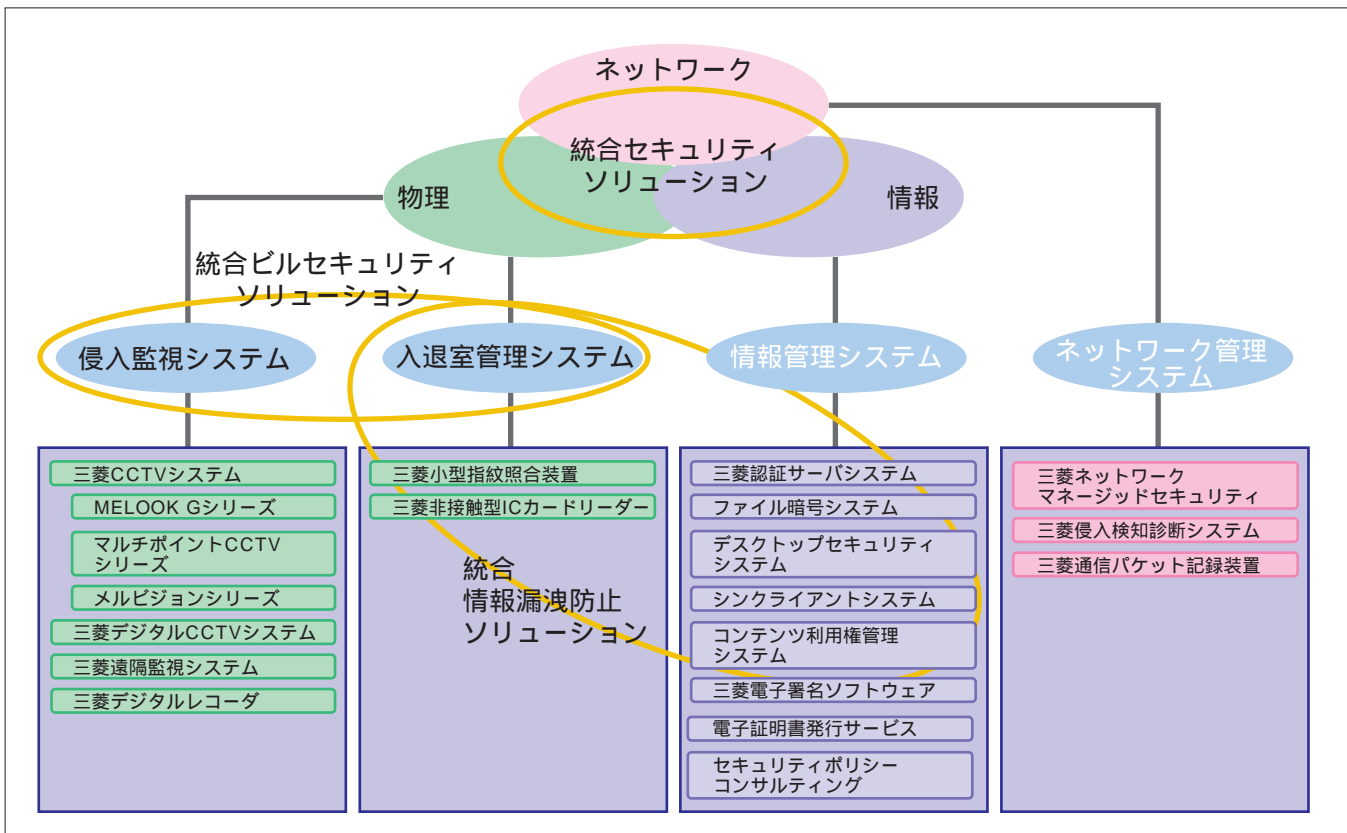 ネットワーク
統合セキュリティ
ソリューション
物理
情報
統合ビルセキュリティ
ソリューション
侵入監視システム
入退室管理システム
情報管理システム
ネットワーク管理
システム
三菱CCTVシステム
MELOOK Gシリーズ
マルチポイントCCTV
シリーズ
メルビジョンシリーズ
三菱デジタルCCTVシステム
三菱遠隔監視システム
三菱デジタルレコーダ
三菱小型指紋照合装置
三菱非接触型ICカードリーダー
統合
情報漏洩防止
ソリューション
三菱認証サーバシステム
ファイル暗号システム
デスクトップセキュリティ
システム
シンクライアントシステム
コンテンツ利用権管理
システム
三菱電子署名ソフトウェア
電子証明書発行サービス
セキュリティポリシー
コンサルティング
三菱ネットワーク
マネージッドセキュリティ
三菱侵入検知診断システム
三菱通信パケット記録装置